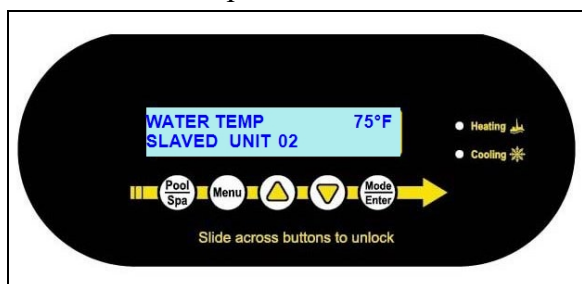 WATER TEMP 75°F
SLAVED UNIT 02
Heating
Cooling
Pool Spa Menu Mode Enter
Slide across buttons to unlock